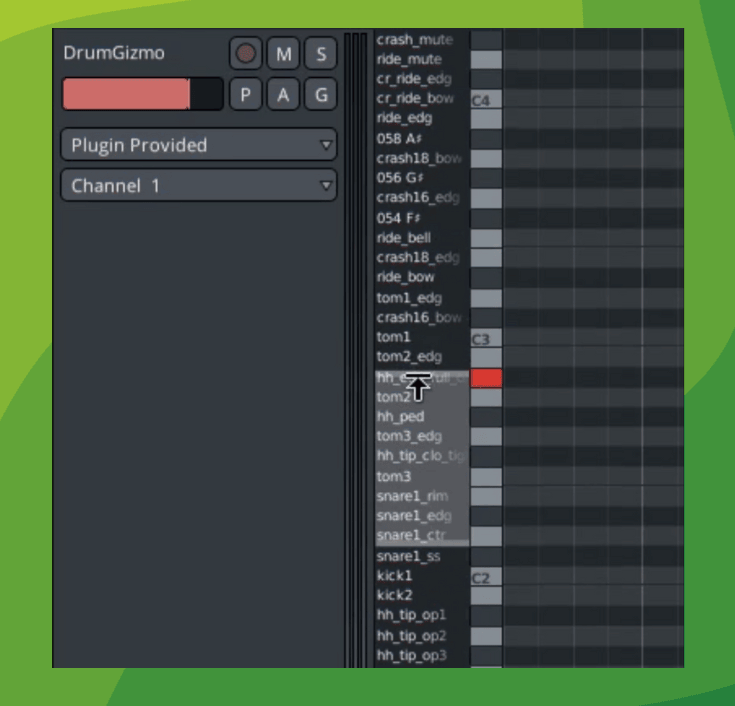 DrumGizmo
M
S
P
A
G
Plugin Provided
Channel 1
crash_mute
ride_mute
cr_ride_edg
cr_ride_bow
C4
ride_edg
058 A♯
crash18_bow
056 G♯
crash16_edg
054 F♯
ride_bell
crash18_edg
ride_bow
tom1_edg
crash16_bow
tom1
C3
tom2_edg
tom2
hh_ped
tom3_edg
hh_tip_clo_tig
tom3
snare1_rim
snare1_edg
snare1_ctr
snare1_ss
kick1
C2
kick2
hh_tip_op1
hh_tip_op2
hh_tip_op3